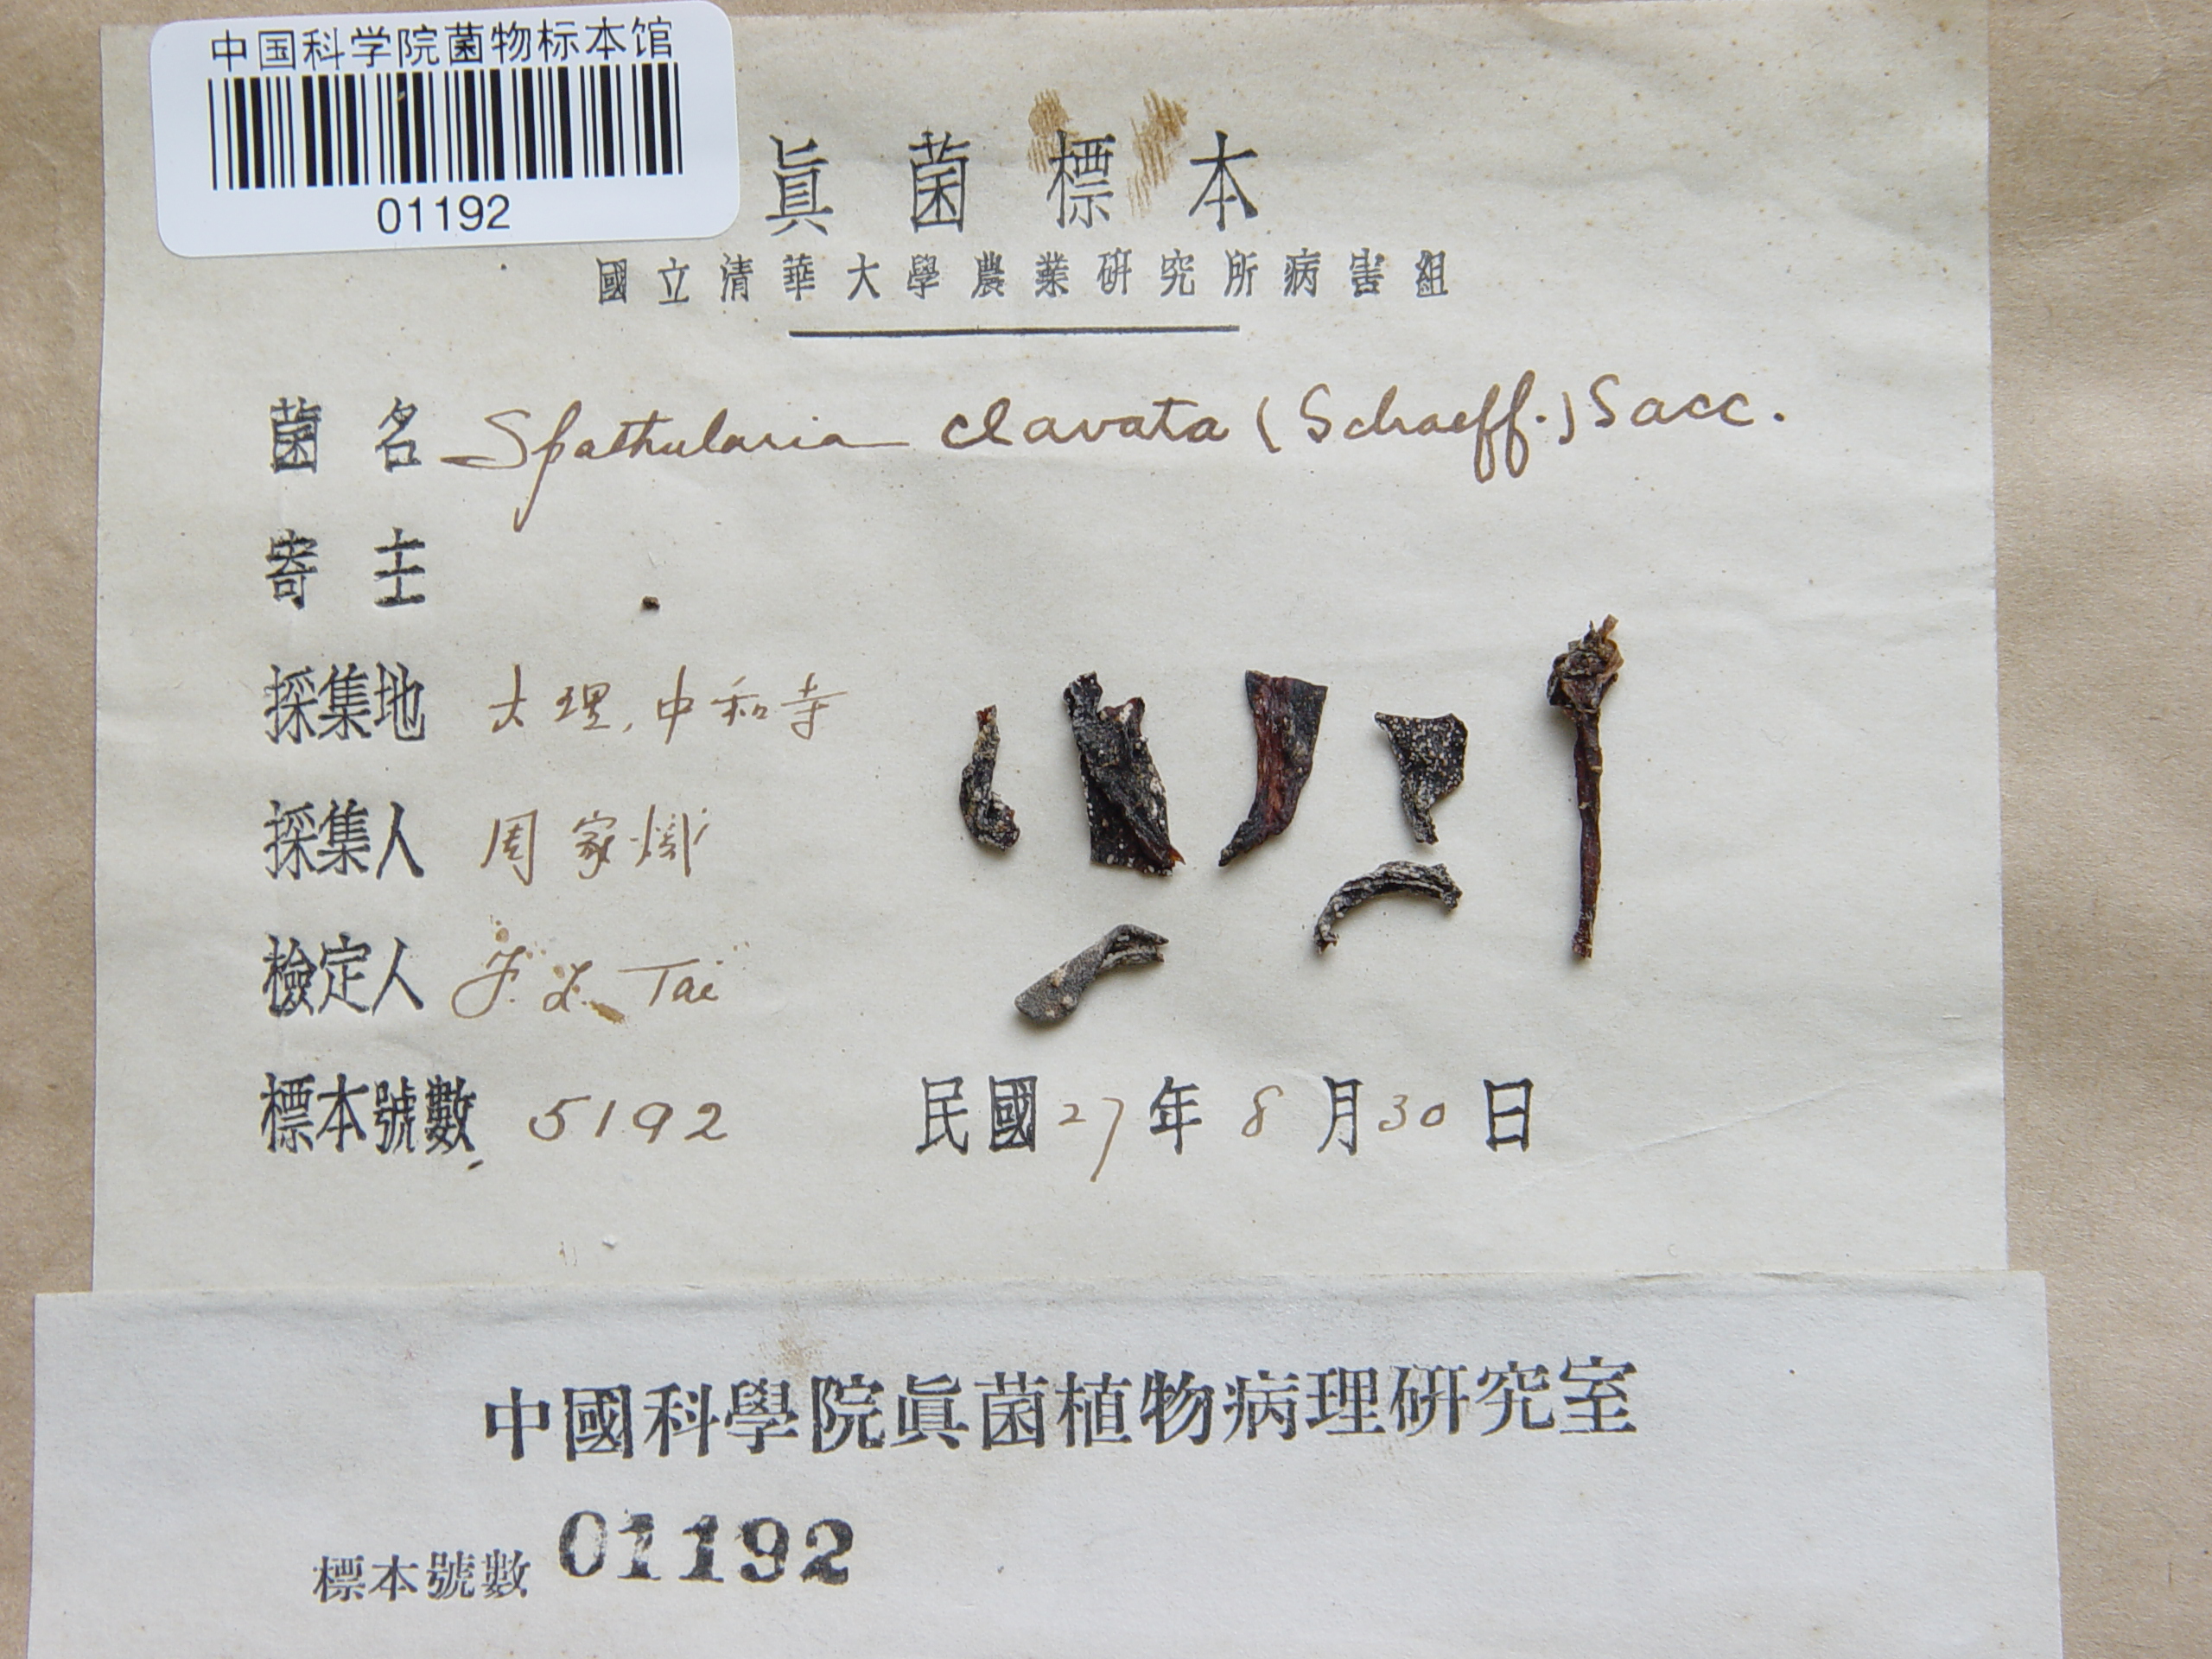 中国科学院菌物标本馆
01192
眞菌標本
國立清華大學農業研究所病害組
菌名 Spathularia clavata (Schaeff.) Sacc.
寄主
採集地 大理,中和寺
採集人 周家熾
檢定人 F. L. Tai
標本號數 5192 民國27年8月30日
中國科學院眞菌植物病理研究室
標本號數 01192